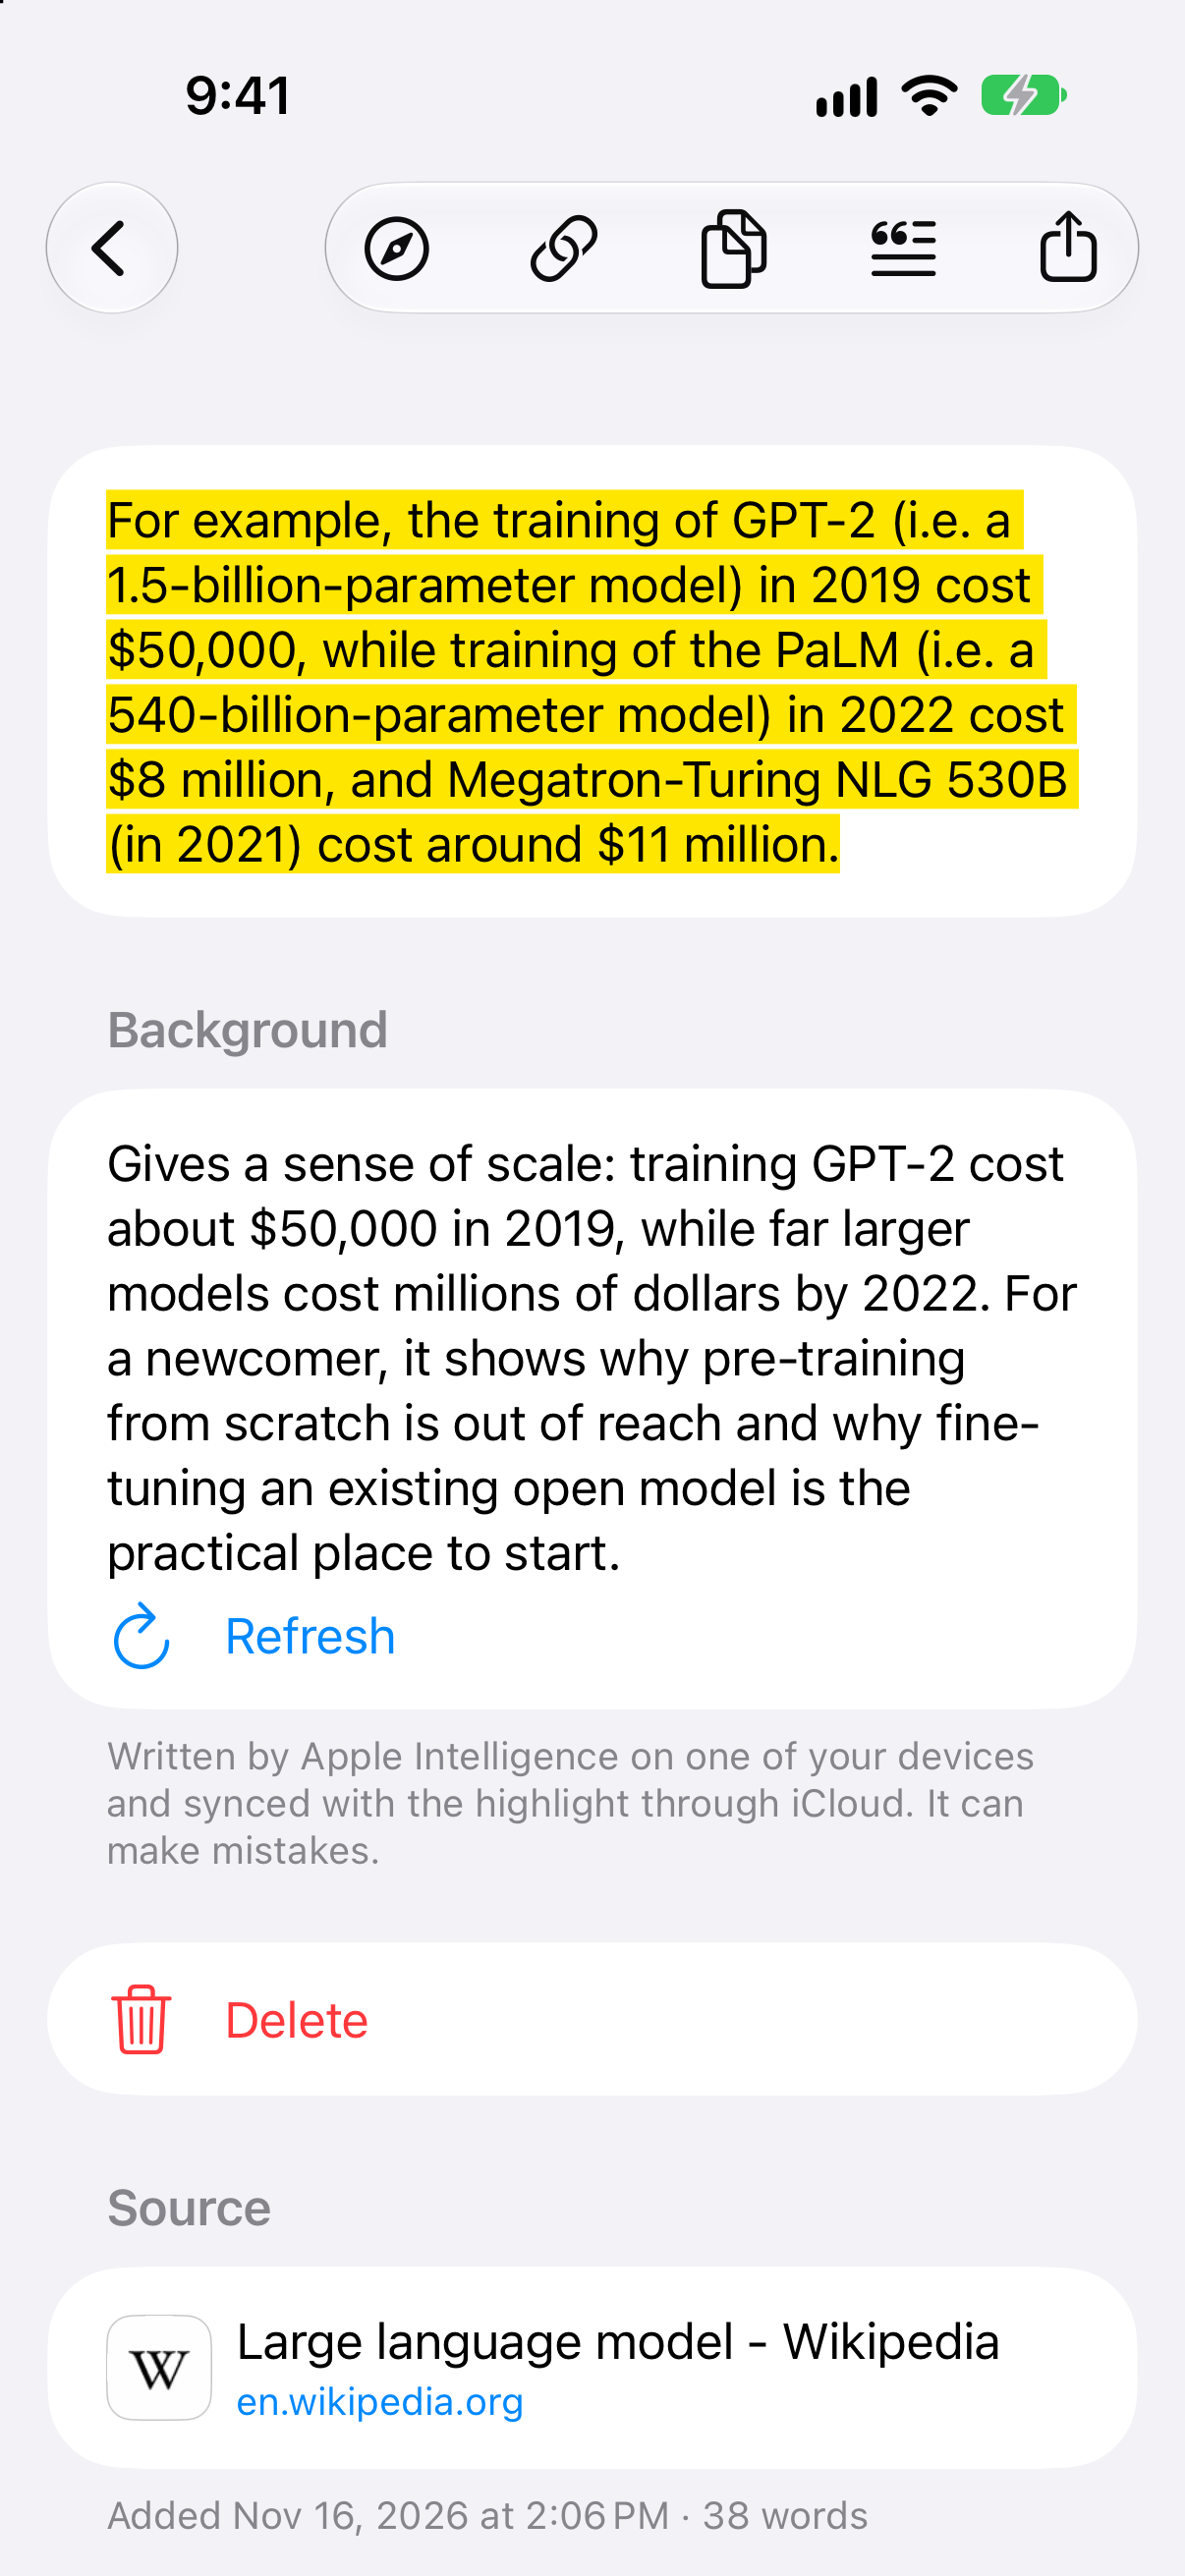 9:41
For example, the training of GPT-2 (i.e. a
1.5-billion-parameter model) in 2019 cost
$50,000, while training of the PaLM (i.e. a
540-billion-parameter model) in 2022 cost
$8 million, and Megatron-Turing NLG 530B
(in 2021) cost around $11 million.
Background
Gives a sense of scale: training GPT-2 cost
about $50,000 in 2019, while far larger
models cost millions of dollars by 2022. For
a newcomer, it shows why pre-training
from scratch is out of reach and why fine-
tuning an existing open model is the
practical place to start.
Refresh
Written by Apple Intelligence on one of your devices
and synced with the highlight through iCloud. It can
make mistakes.
Delete
Source
W
Large language model - Wikipedia
en.wikipedia.org
Added Nov 16, 2026 at 2:06 PM · 38 words